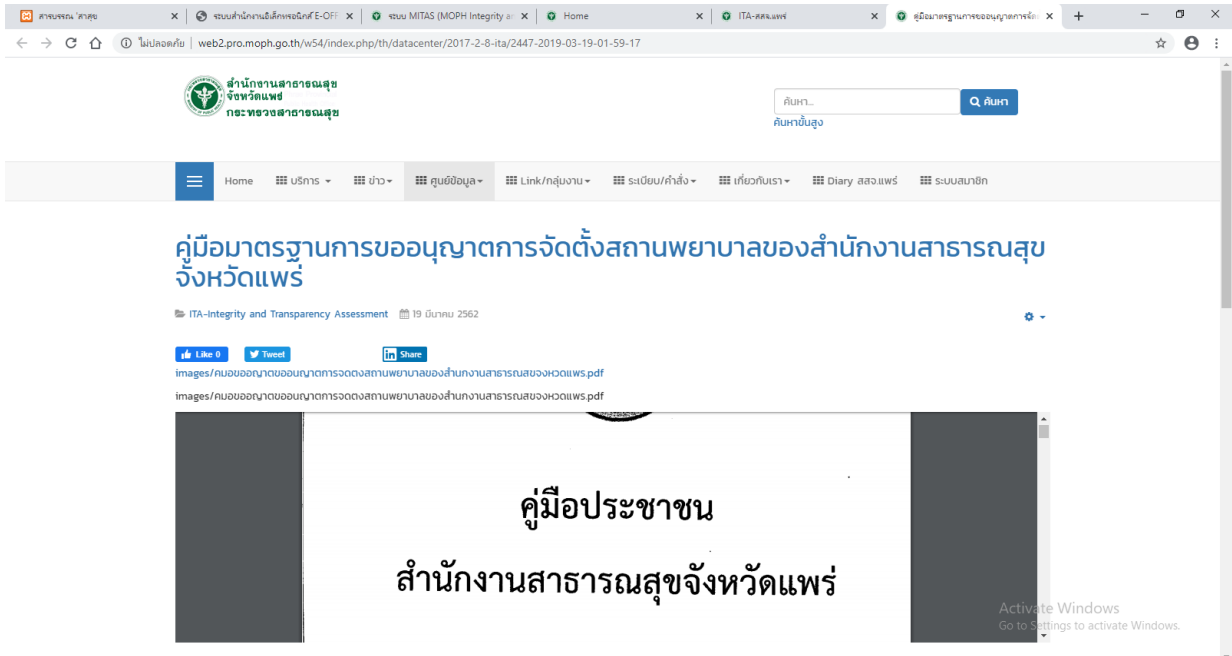 สารบรรณ 'สาสุข
ระบบสำนักงานอิเล็กทรอนิกส์ E-OFF
ระบบ MITAS (MOPH Integrity an
Home
ITA-สสจ.แพร่
คู่มือมาตรฐานการขออนุญาตการจัด
ไม่ปลอดภัย web2.pro.moph.go.th/w54/index.php/th/datacenter/2017-2-8-ita/2447-2019-03-19-01-59-17
สำนักงานสาธารณสุข
จังหวัดแพร่
กระทรวงสาธารณสุข
ค้นหา...
ค้นหา
ค้นหาขั้นสูง
Home บริการ ข่าว ศูนย์ข้อมูล Link/กลุ่มงาน ระเบียบ/คำสั่ง เกี่ยวกับเรา Diary สสจ.แพร่ ระบบสมาชิก
คู่มือมาตรฐานการขออนุญาตการจัดตั้งสถานพยาบาลของสำนักงานสาธารณสุข
จังหวัดแพร่
ITA-Integrity and Transparency Assessment 19 มีนาคม 2562
Like 0 Tweet in Share
images/คมอขออญาตขออนญาตการจดตงสถานพยาบาลของสำนกงานสาธารณสขจงหวดแพร.pdf
images/คมอขออญาตขออนญาตการจดตงสถานพยาบาลของสำนกงานสาธารณสขจงหวดแพร.pdf
คู่มือประชาชน
สำนักงานสาธารณสุขจังหวัดแพร่
Activate Windows
Go to Settings to activate Windows.